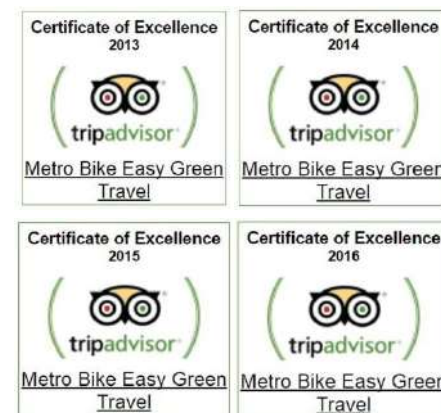 Certificate of Excellence
2013
tripadvisor®
Metro Bike Easy Green
Travel
Certificate of Excellence
2014
tripadvisor®
Metro Bike Easy Green
Travel
Certificate of Excellence
2015
tripadvisor®
Metro Bike Easy Green
Travel
Certificate of Excellence
2016
tripadvisor®
Metro Bike Easy Green
Travel